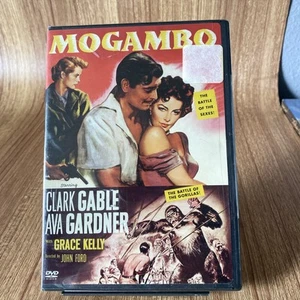 MOGAMBO
THE BATTLE
OF THE
SEXES!
starring
CLARK GABLE
AVA GARDNER
THE BATTLE OF
THE GORILLAS!
with GRACE KELLY
Directed by JOHN FORD
DVD